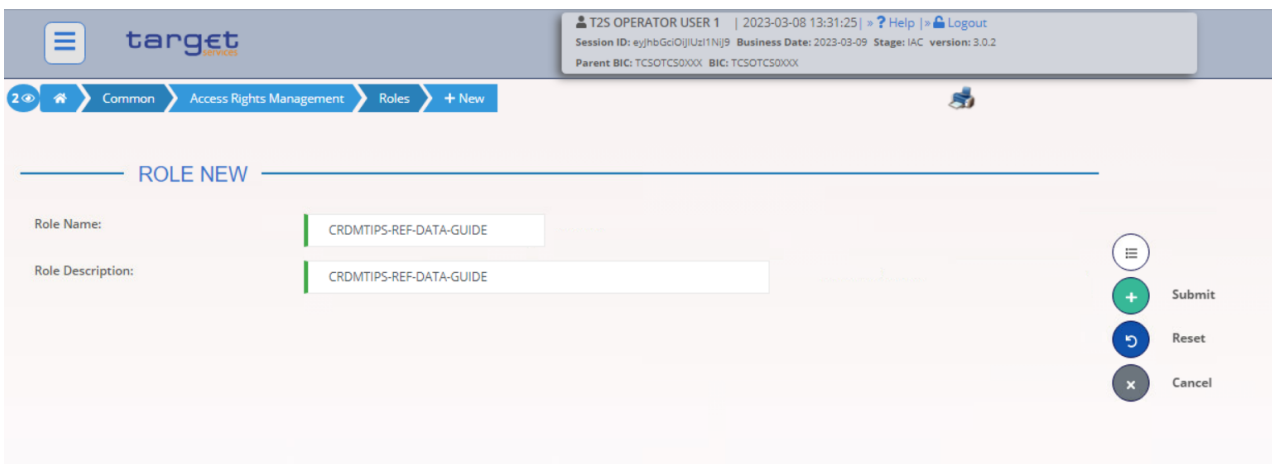 target
services
T2S OPERATOR USER 1 | 2023-03-08 13:31:25| » ? Help |» Logout
Session ID: eyJhbGciOiJIUzI1NiJ9 Business Date: 2023-03-09 Stage: IAC version: 3.0.2
Parent BIC: TCSOTCS0XXX BIC: TCSOTCS0XXX
2 Common Access Rights Management Roles + New
ROLE NEW
Role Name: CRDMTIPS-REF-DATA-GUIDE
Role Description: CRDMTIPS-REF-DATA-GUIDE
Submit
Reset
Cancel